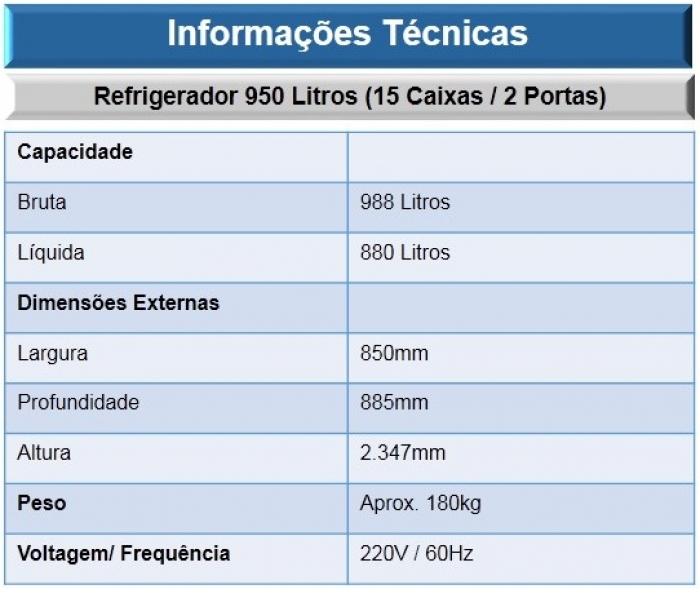 Informações Técnicas
Refrigerador 950 Litros (15 Caixas / 2 Portas)
Capacidade
Bruta 988 Litros
Líquida 880 Litros
Dimensões Externas
Largura 850mm
Profundidade 885mm
Altura 2.347mm
Peso Aprox. 180kg
Voltagem/ Frequência 220V / 60Hz